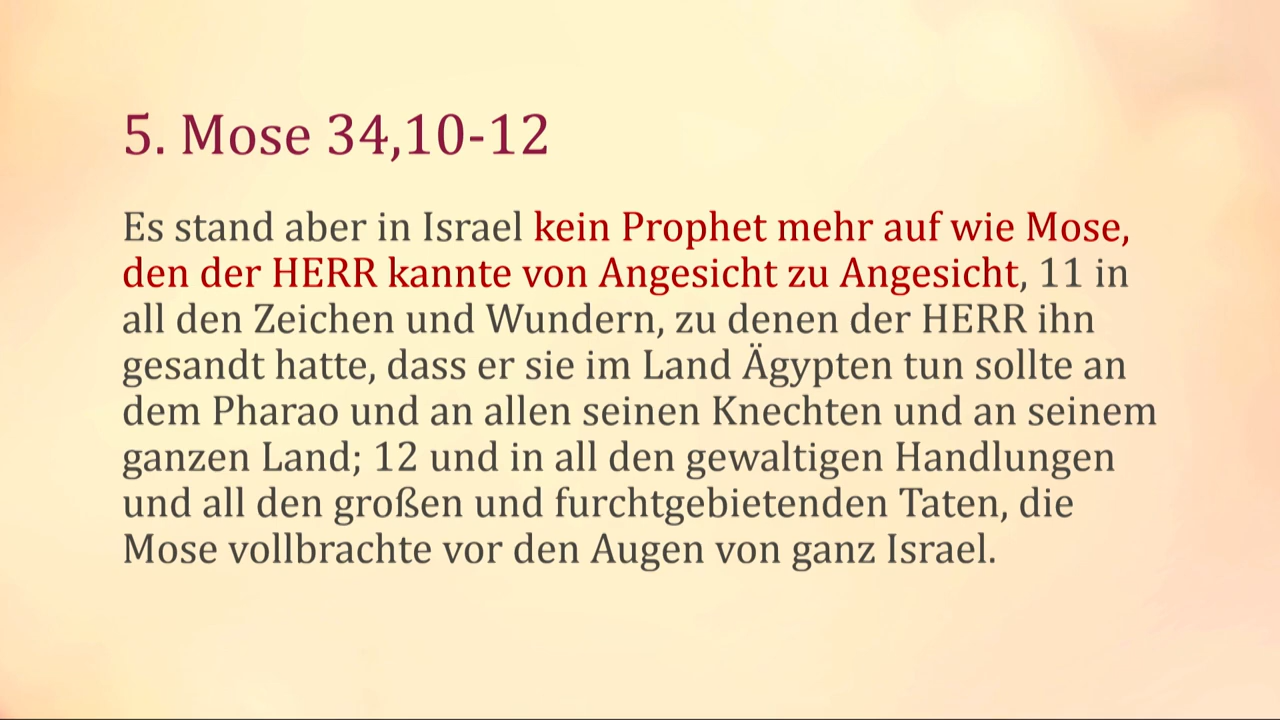 5. Mose 34,10-12
Es stand aber in Israel kein Prophet mehr auf wie Mose,
den der HERR kannte von Angesicht zu Angesicht, 11 in
all den Zeichen und Wundern, zu denen der HERR ihn
gesandt hatte, dass er sie im Land Ägypten tun sollte an
dem Pharao und an allen seinen Knechten und an seinem
ganzen Land; 12 und in all den gewaltigen Handlungen
und all den großen und furchtgebietenden Taten, die
Mose vollbrachte vor den Augen von ganz Israel.